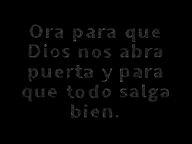 Ora para que
Dios nos abra
puerta y para
que todo salga
bien.